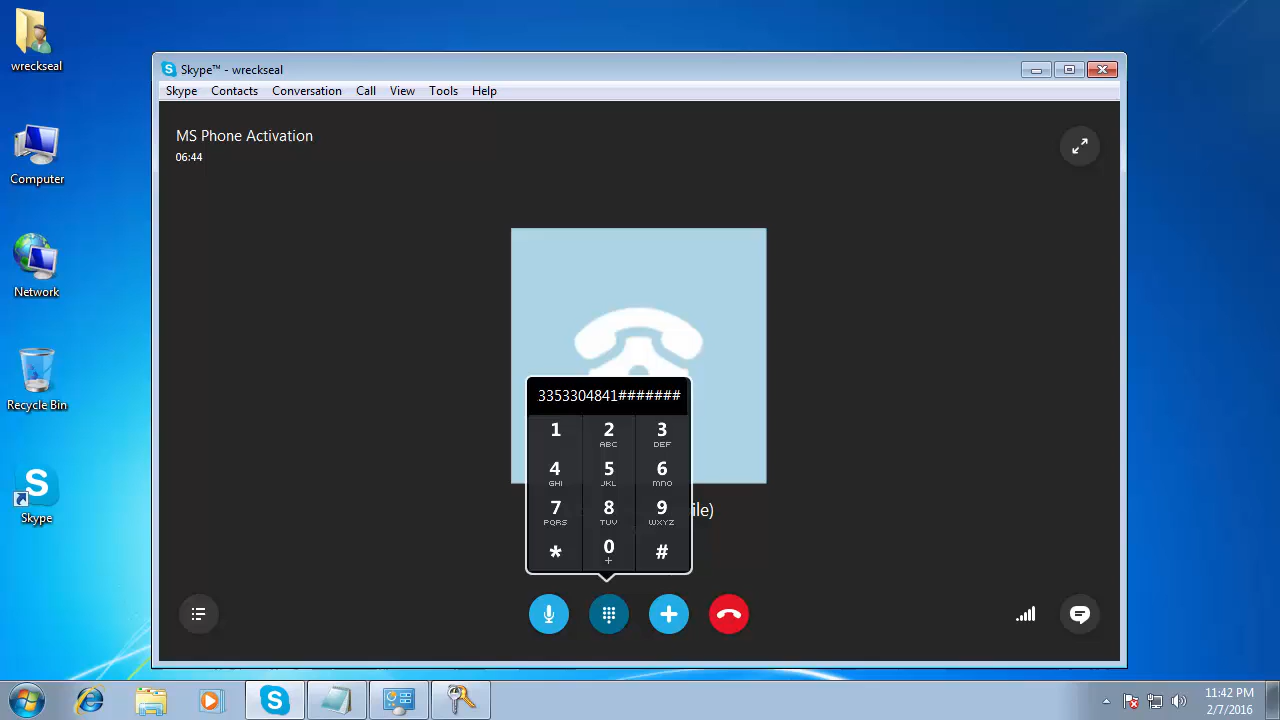 wreckseal
Computer
Network
Recycle Bin
S
Skype
Skype™ - wreckseal
Skype Contacts Conversation Call View Tools Help
MS Phone Activation
06:44
3353304841#######
1 2 3
ABC DEF
4 5 6
GHI JKL MNO
7 8 9
PQRS TUV WXYZ
* 0 #
+
ile)
11:42 PM
2/7/2016